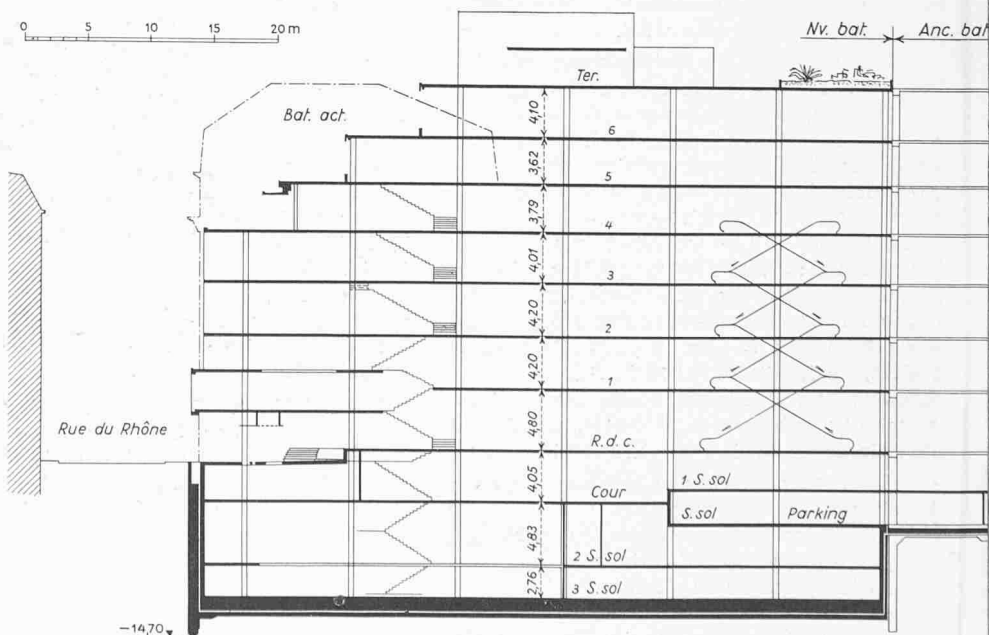 0 5 10 15 20 m
Nv. bat.
Anc. bat
Ter.
Bat. act.
4,10
6
3,62
5
3,79
4
4,01
3
4,20
2
4,20
1
4,80
Rue du Rhône
R.d.c.
4,05
1 S. sol
Cour
S. sol
Parking
4,83
2 S. sol
2,76
3 S. sol
−14,70